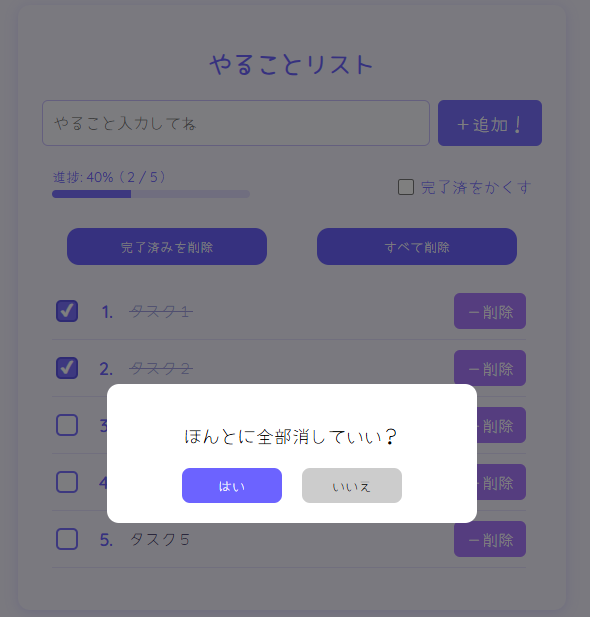 やることリスト
やること入力してね
＋追加！
進捗: 40%（2 / 5）
完了済をかくす
完了済みを削除
すべて削除
1. タスク１
－削除
2. タスク２
－削除
3
削除
ほんとに全部消していい？
はい
いいえ
4
削除
5. タスク５
－削除